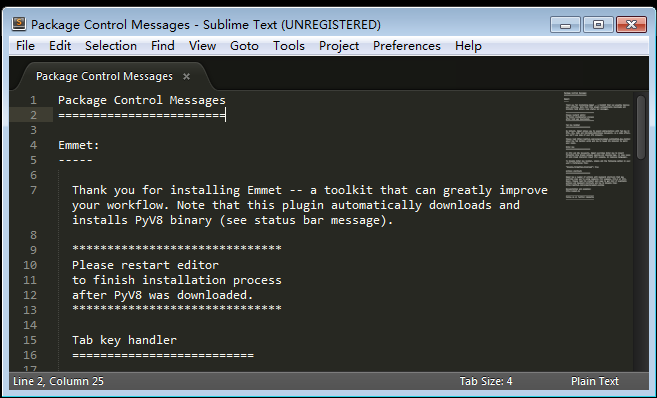 Package Control Messages - Sublime Text (UNREGISTERED)
File Edit Selection Find View Goto Tools Project Preferences Help
Package Control Messages ×
1 Package Control Messages
2 ========================
3
4 Emmet:
5 -----
6
7 Thank you for installing Emmet -- a toolkit that can greatly improve
your workflow. Note that this plugin automatically downloads and
installs PyV8 binary (see status bar message).
8
9 ******************************
10 Please restart editor
11 to finish installation process
12 after PyV8 was downloaded.
13 ******************************
14
15 Tab key handler
16 ==========================
17
Line 2, Column 25 Tab Size: 4 Plain Text